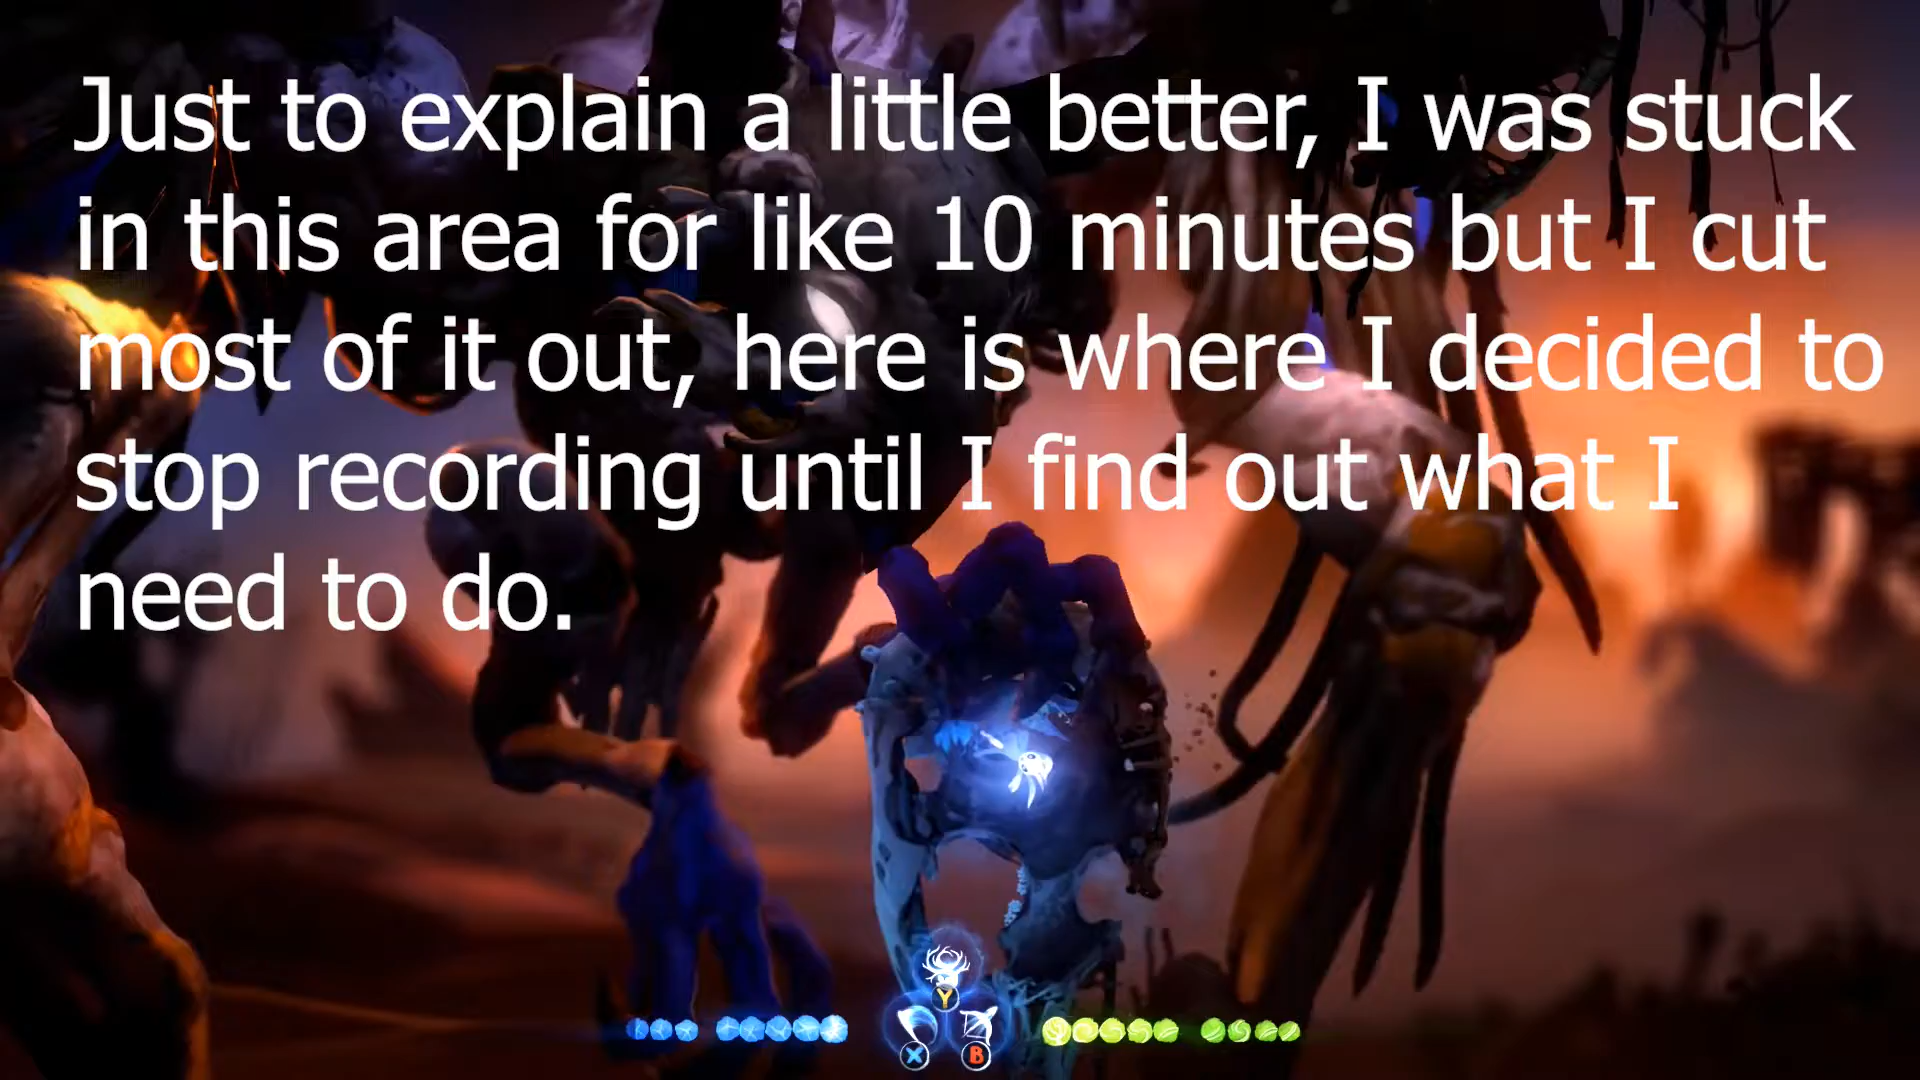 Just to explain a little better, I was stuck
in this area for like 10 minutes but I cut
most of it out, here is where I decided to
stop recording until I find out what I
need to do.
Y
X B